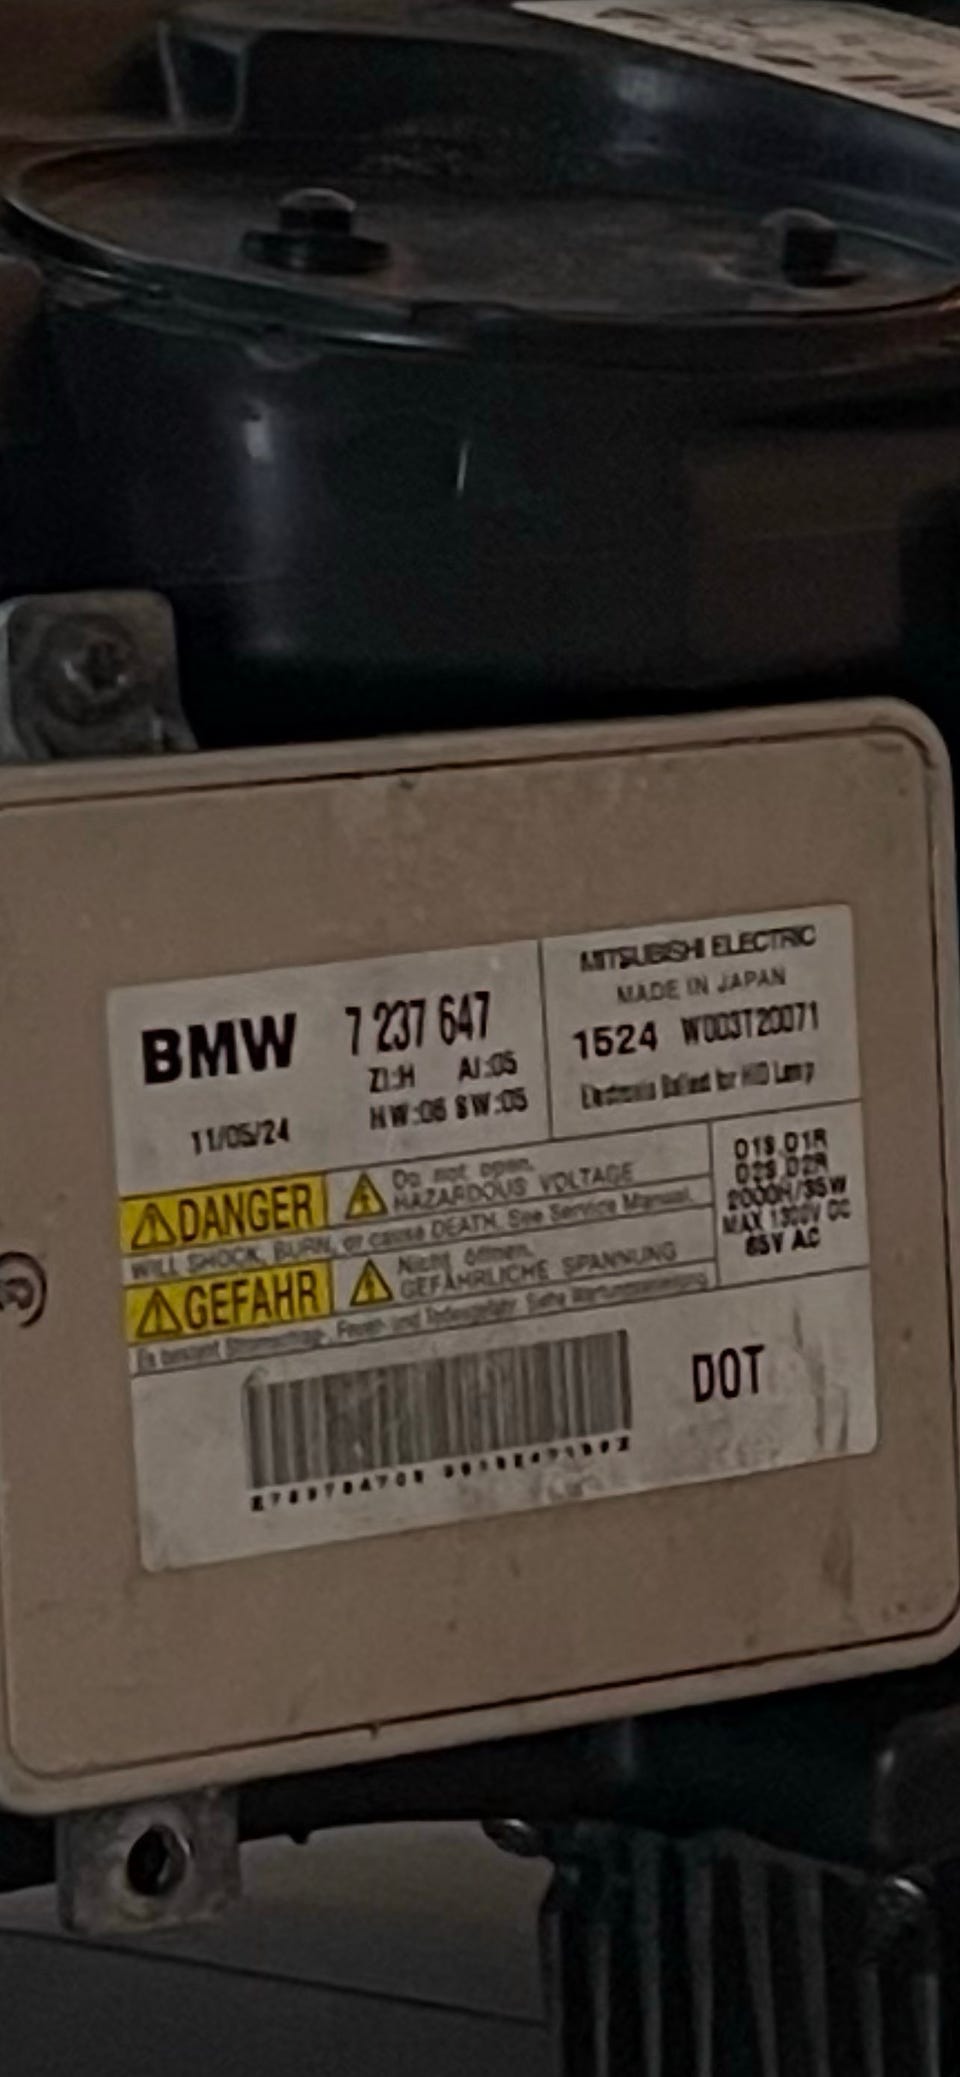 BMW 7 237 647
ZI:H AI:05
HW:06 SW:05
11/05/24
MITSUBISHI ELECTRIC
MADE IN JAPAN
1524 W003T20071
Electronic Ballast for HID Lamp
DANGER
Do not open.
HAZARDOUS VOLTAGE
WILL SHOCK, BURN, or cause DEATH. See Service Manual.
GEFAHR
Nicht öffnen.
GEFÄHRLICHE SPANNUNG
D1S, D1R
D2S, D2R
2000H/35W
MAX 1300V DC
85V AC
DOT